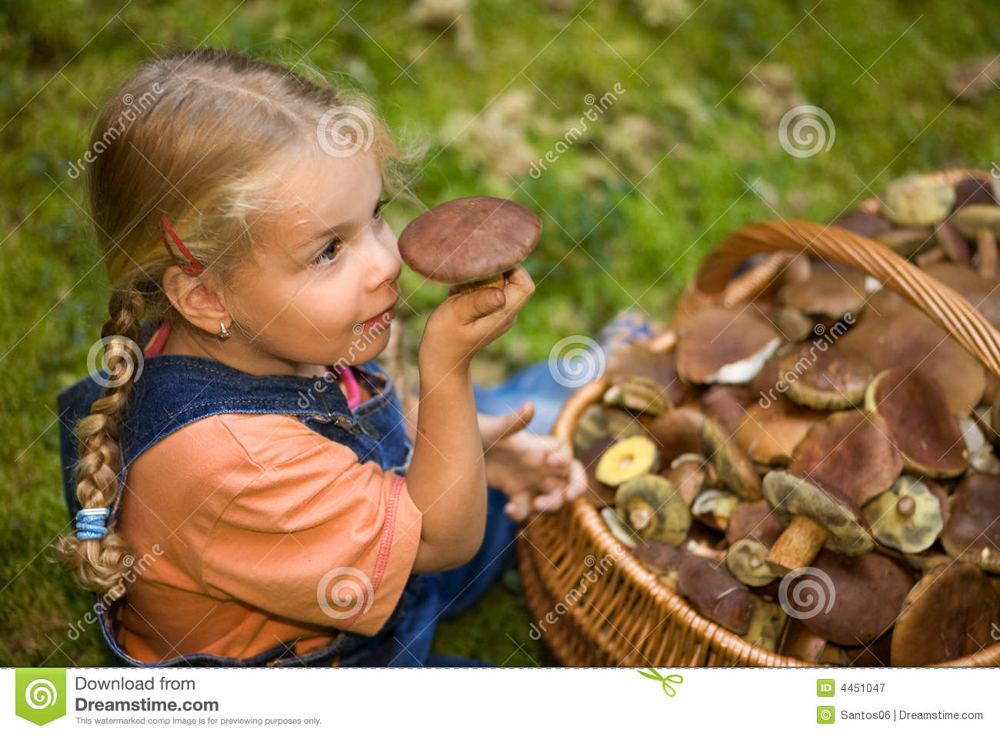 dreamstime
dreamstime
dreamstime
dreamstime
dreamstime
dreamstime
Download from
Dreamstime.com
This watermarked comp image is for previewing purposes only.
ID 4451047
© Santos06 | Dreamstime.com